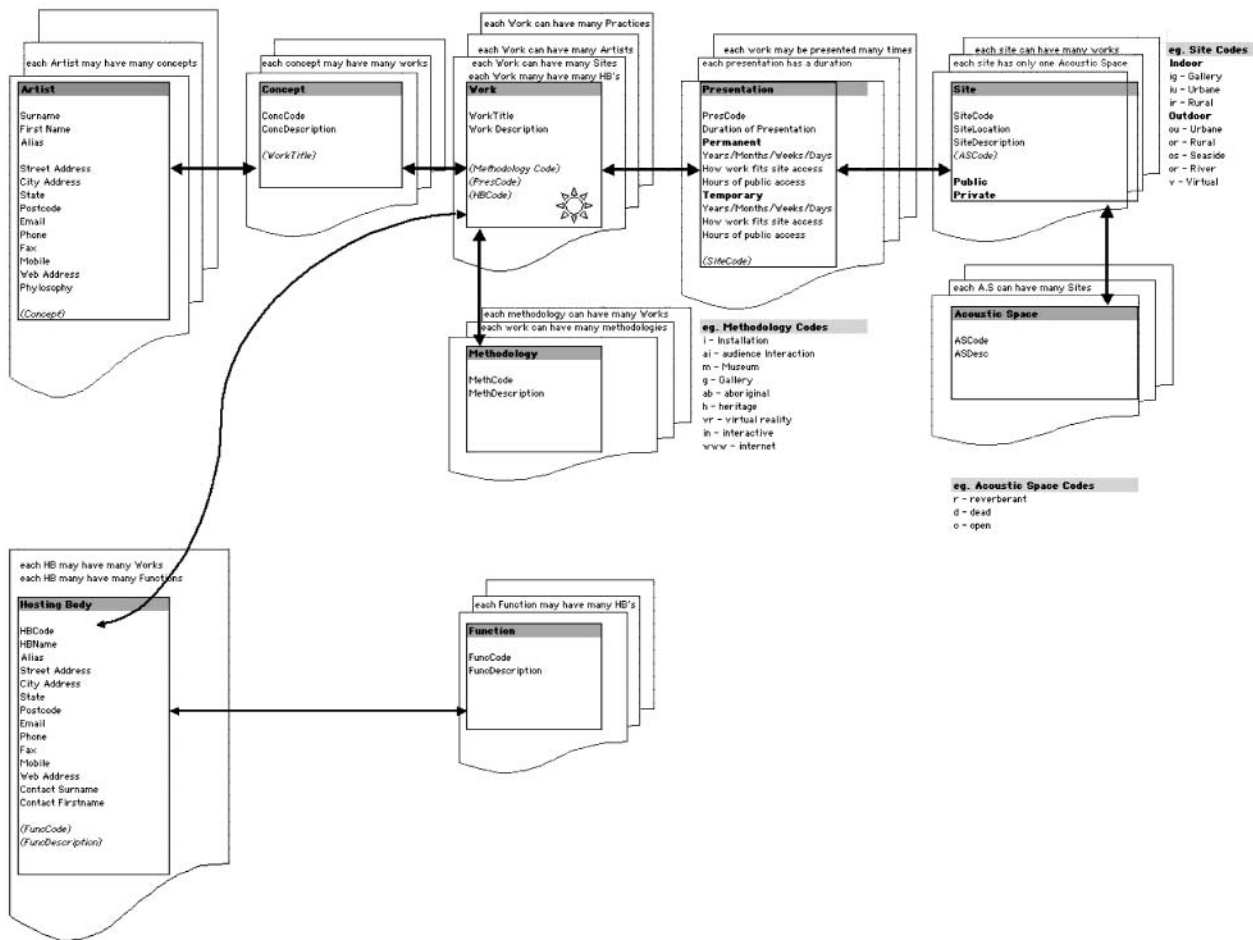 each Artist may have many concepts
Artist
Surname
First Name
Alias
Street Address
City Address
State
Postcode
Email
Phone
Fax
Mobile
Web Address
Phylosophy
(Concept)
each concept may have many works
Concept
ConcCode
ConcDescription
(WorkTitle)
each Work can have many Practices
each Work can have many Artists
each Work can have many Sites
each Work many have many HB's
Work
WorkTitle
Work Description
(Methodology Code)
(PresCode)
(HBCode)
each work may be presented many times
each presentation has a duration
Presentation
PresCode
Duration of Presentation
Permanent
Years/Months/Weeks/Days
How work fits site access
Hours of public access
Temporary
Years/Months/Weeks/Days
How work fits site access
Hours of public access
(SiteCode)
each site can have many works
each site has only one Acoustic Space
Site
SiteCode
SiteLocation
SiteDescription
(ASCode)
Public
Private
eg. Site Codes
Indoor
ig - Gallery
iu - Urbane
ir - Rural
Outdoor
ou - Urbane
or - Rural
os - Seaside
or - River
v - Virtual
each methodology can have many Works
each work can have many methodologies
Methodology
MethCode
MethDescription
eg. Methodology Codes
i - Installation
ai - audience Interaction
m - Museum
g - Gallery
ab - aboriginal
h - heritage
vr - virtual reality
in - interactive
www - internet
each A.S can have many Sites
Acoustic Space
ASCode
ASDesc
eg. Acoustic Space Codes
r - reverberant
d - dead
o - open
each HB may have many Works
each HB many have many Functions
Hosting Body
HBCode
HBName
Alias
Street Address
City Address
State
Postcode
Email
Phone
Fax
Mobile
Web Address
Contact Surname
Contact Firstname
(FuncCode)
(FuncDescription)
each Function may have many HB's
Function
FuncCode
FuncDescription